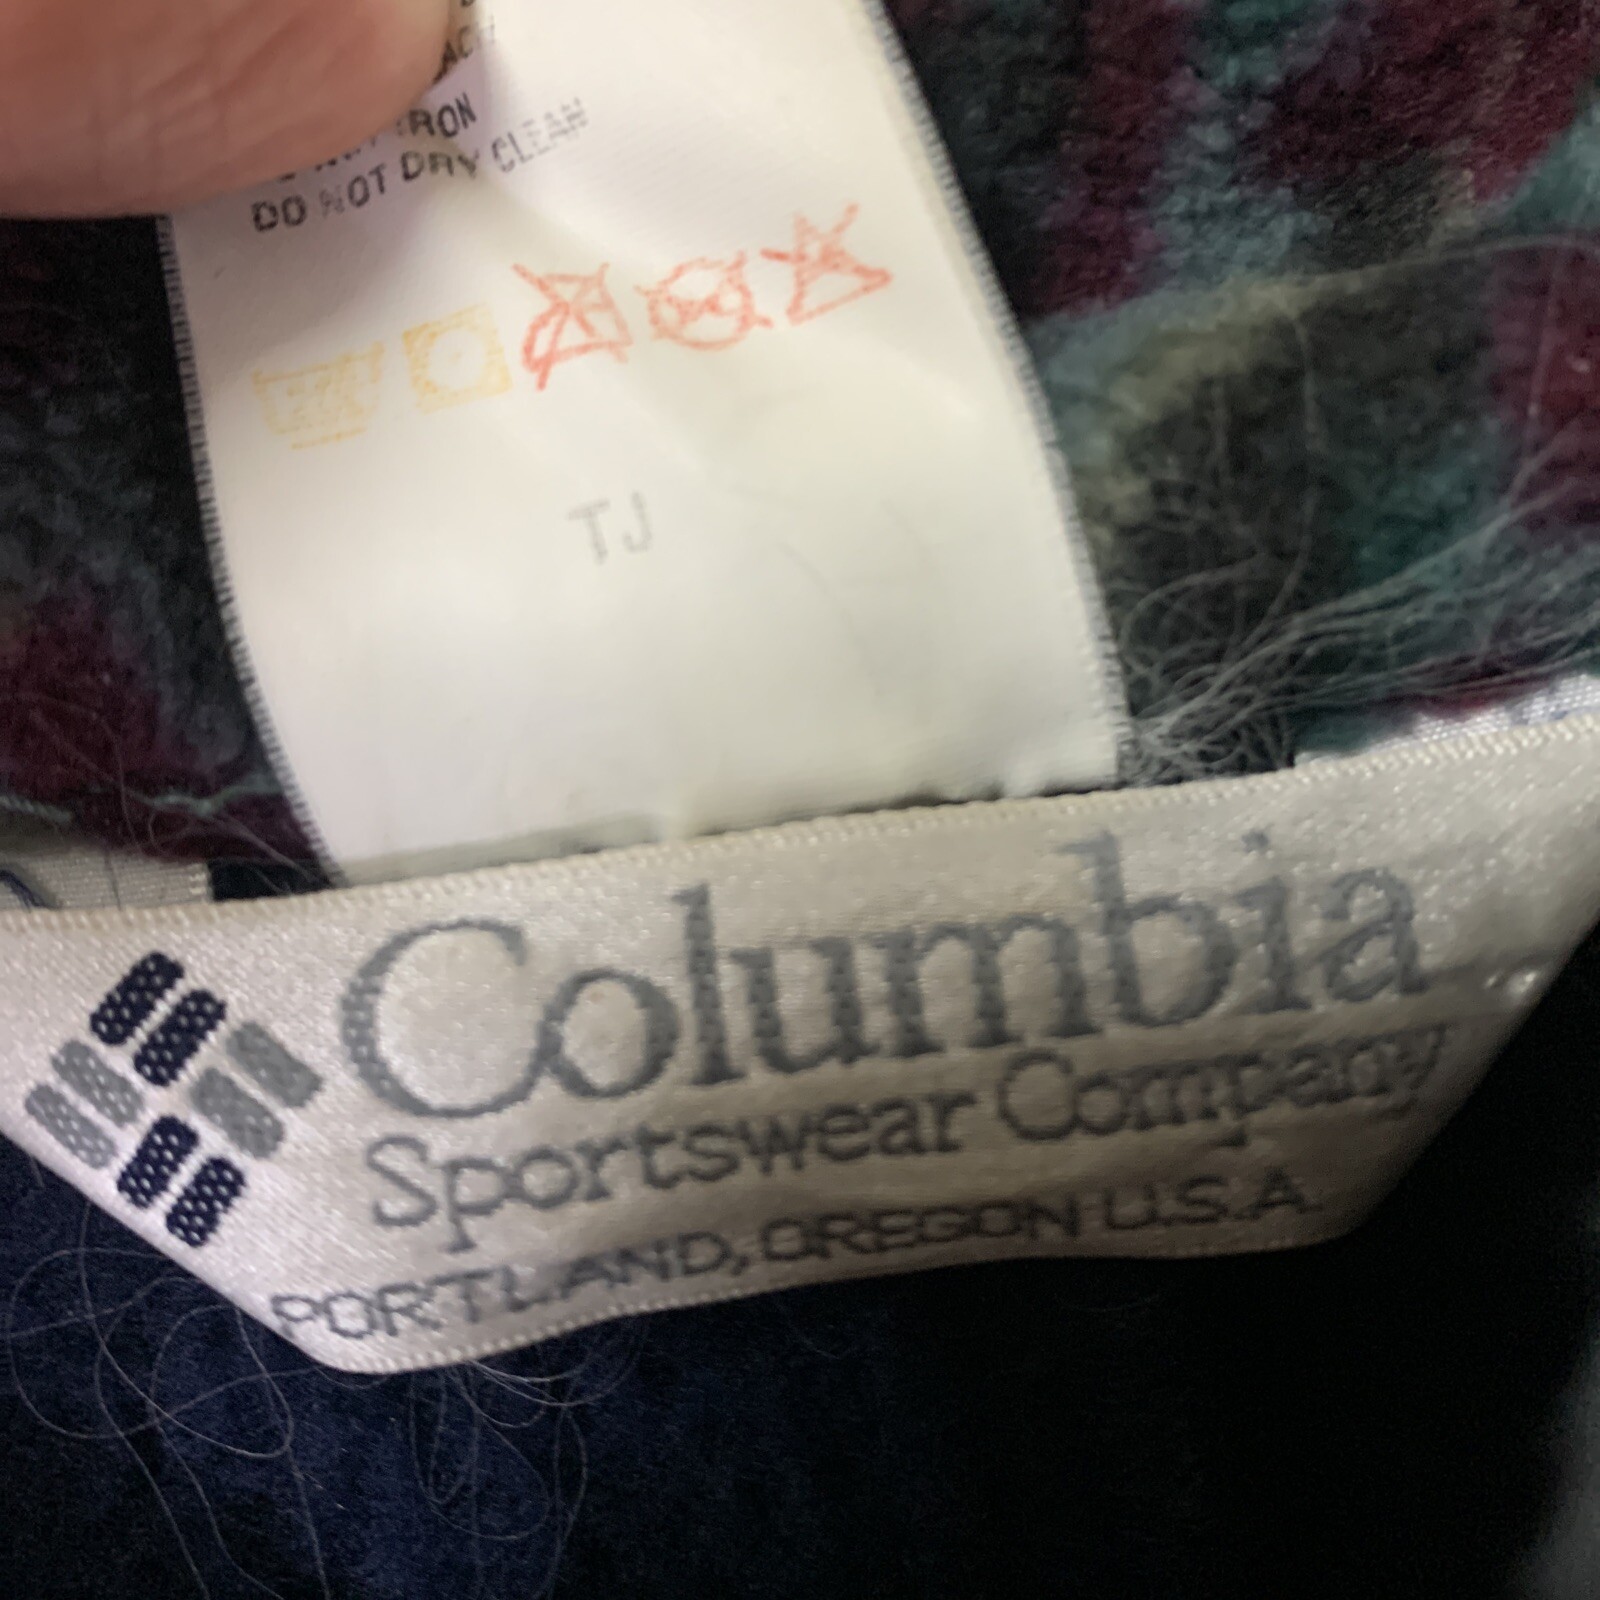 IRON
DO NOT DRY CLEAN
TJ
Columbia
Sportswear Company
PORTLAND, OREGON U.S.A.